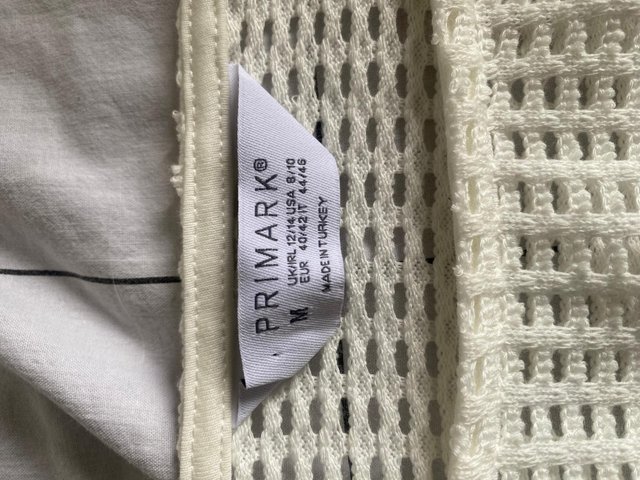 PRIMARK®
M
UK/IRL 12/14 USA 8/10
EUR 40/42 IT 44/46
MADE IN TURKEY